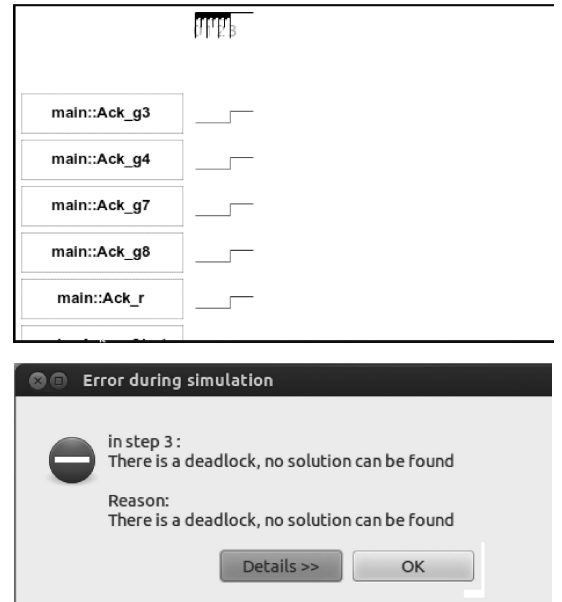 main::Ack_g3
main::Ack_g4
main::Ack_g7
main::Ack_g8
main::Ack_r
Error during simulation
in step 3 :
There is a deadlock, no solution can be found
Reason:
There is a deadlock, no solution can be found
Details >> OK